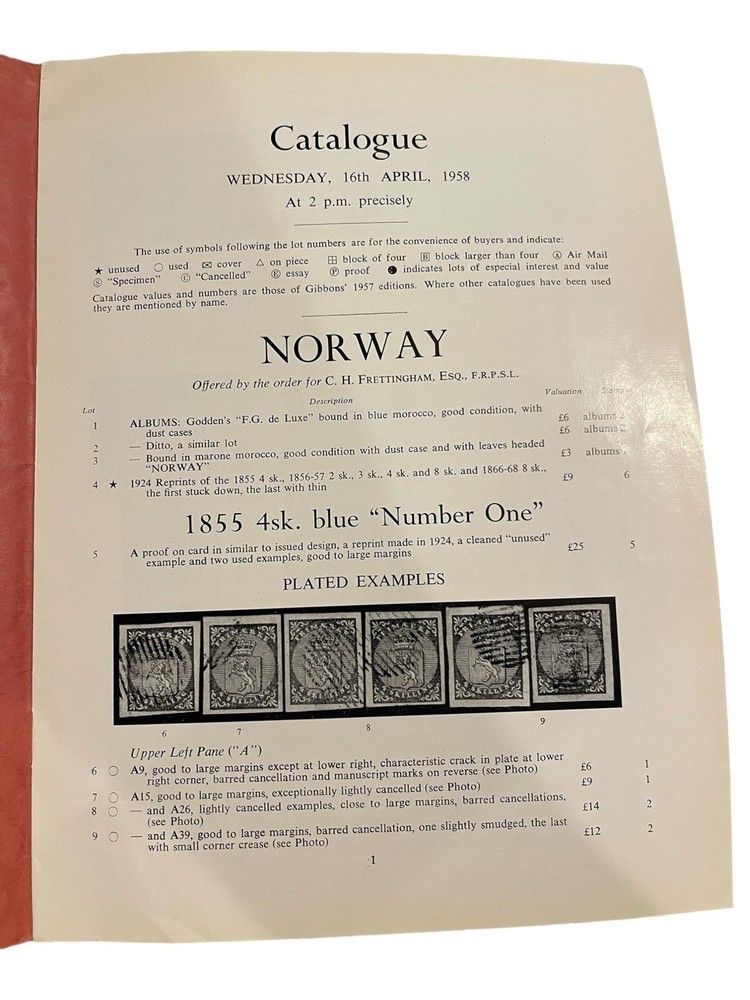 Catalogue
WEDNESDAY, 16th APRIL, 1958
At 2 p.m. precisely
The use of symbols following the lot numbers are for the convenience of buyers and indicate:
★ unused ○ used ✉ cover △ on piece ⊞ block of four 🄱 block larger than four Ⓐ Air Mail
Ⓢ "Specimen" Ⓒ "Cancelled" Ⓔ essay Ⓟ proof ● indicates lots of especial interest and value
Catalogue values and numbers are those of Gibbons' 1957 editions. Where other catalogues have been used
they are mentioned by name.
NORWAY
Offered by the order for C. H. FRETTINGHAM, ESQ., F.R.P.S.L.
Lot Description Valuation
1 ALBUMS: Godden's "F.G. de Luxe" bound in blue morocco, good condition, with
dust cases £6 albums 2
2 — Ditto, a similar lot £6 albums 2
3 — Bound in marone morocco, good condition with dust case and with leaves headed
"NORWAY" £3 albums
4 ★ 1924 Reprints of the 1855 4 sk., 1856-57 2 sk., 3 sk., 4 sk. and 8 sk. and 1866-68 8 sk.,
the first stuck down, the last with thin £9 6
1855 4sk. blue "Number One"
5 A proof on card in similar to issued design, a reprint made in 1924, a cleaned "unused"
example and two used examples, good to large margins £25 5
PLATED EXAMPLES
6 7 8 9
Upper Left Pane ("A")
6 ○ A9, good to large margins except at lower right, characteristic crack in plate at lower
right corner, barred cancellation and manuscript marks on reverse (see Photo) £6 1
7 ○ A15, good to large margins, exceptionally lightly cancelled (see Photo) £9 1
8 ○ — and A26, lightly cancelled examples, close to large margins, barred cancellations,
(see Photo) £14 2
9 ○ — and A39, good to large margins, barred cancellation, one slightly smudged, the last
with small corner crease (see Photo) £12 2
1